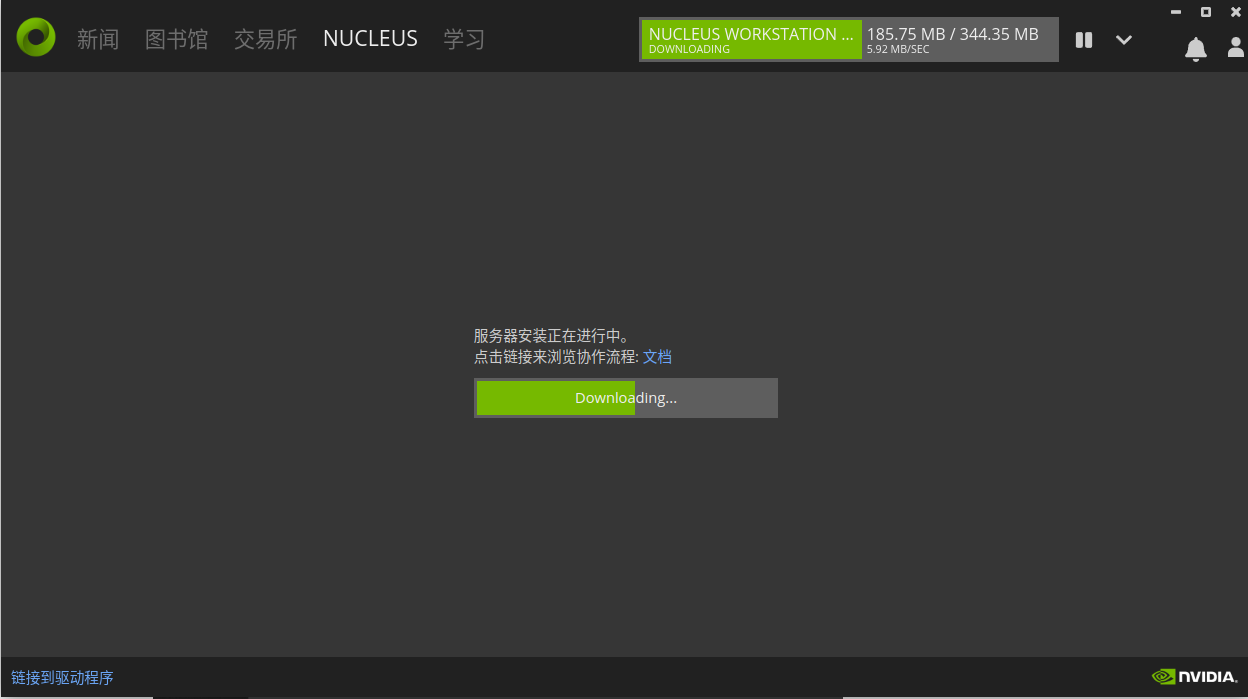 新闻 图书馆 交易所 NUCLEUS 学习
NUCLEUS WORKSTATION ...
DOWNLOADING
185.75 MB / 344.35 MB
5.92 MB/SEC
服务器安装正在进行中。
点击链接来浏览协作流程: 文档
Downloading...
链接到驱动程序
NVIDIA.